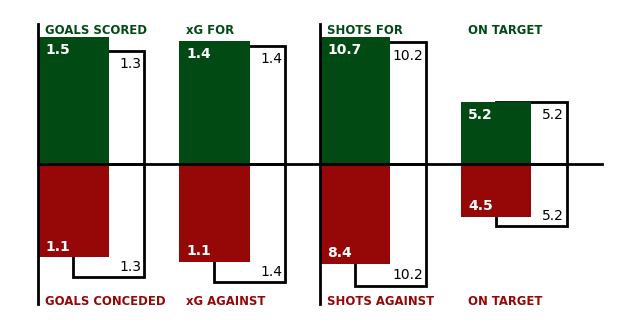 GOALS SCORED xG FOR SHOTS FOR ON TARGET
1.5 1.3 1.4 1.4 10.7 10.2 5.2 5.2
1.1 1.3 1.1 1.4 8.4 10.2 4.5 5.2
GOALS CONCEDED xG AGAINST SHOTS AGAINST ON TARGET